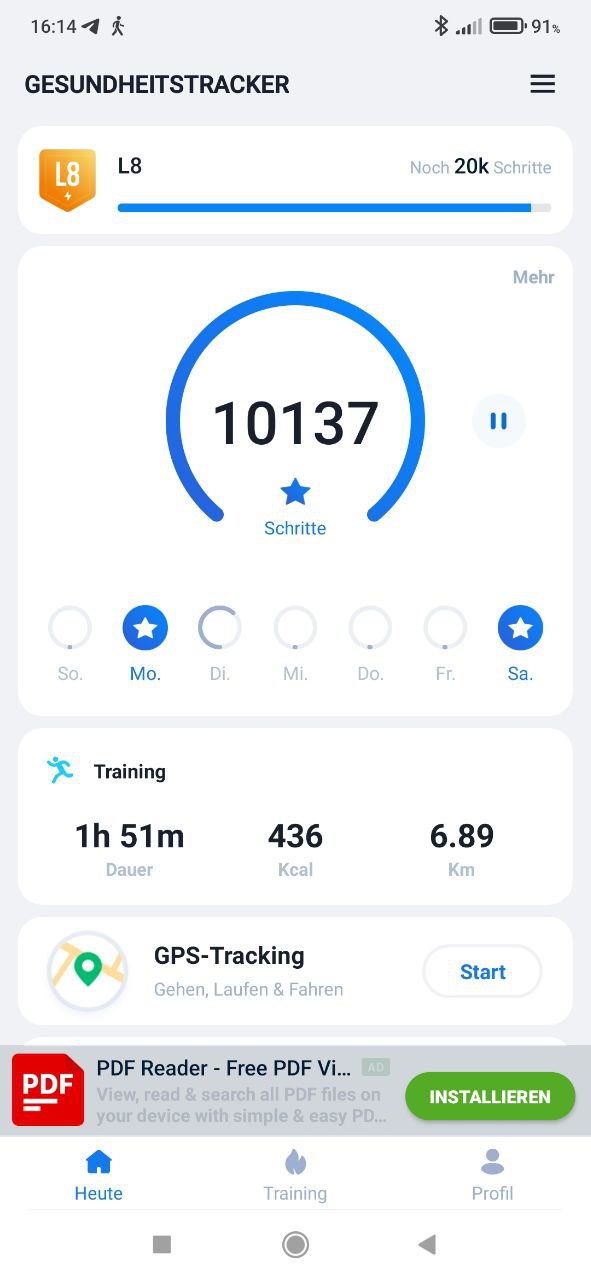 16:14
91%
GESUNDHEITSTRACKER
L8
L8
Noch 20k Schritte
Mehr
10137
Schritte
So. Mo. Di. Mi. Do. Fr. Sa.
Training
1h 51m 436 6.89
Dauer Kcal Km
GPS-Tracking
Gehen, Laufen & Fahren
Start
PDF
PDF Reader - Free PDF Vi... AD
View, read & search all PDF files on
your device with simple & easy PD...
INSTALLIEREN
Heute Training Profil